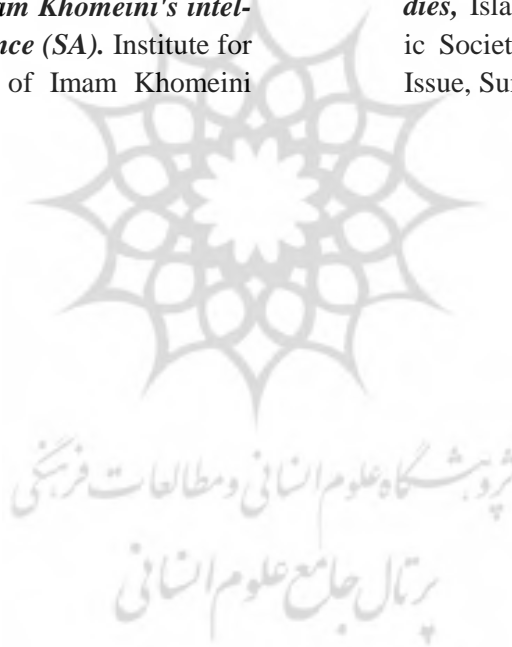 am Khomeini's intel-
nce (SA). Institute for
of Imam Khomeini
dies, Isla
ic Societ
Issue, Su
پژوهشگاه علوم انسانی و مطالعات فرهنگی
پرتال جامع علوم انسانی